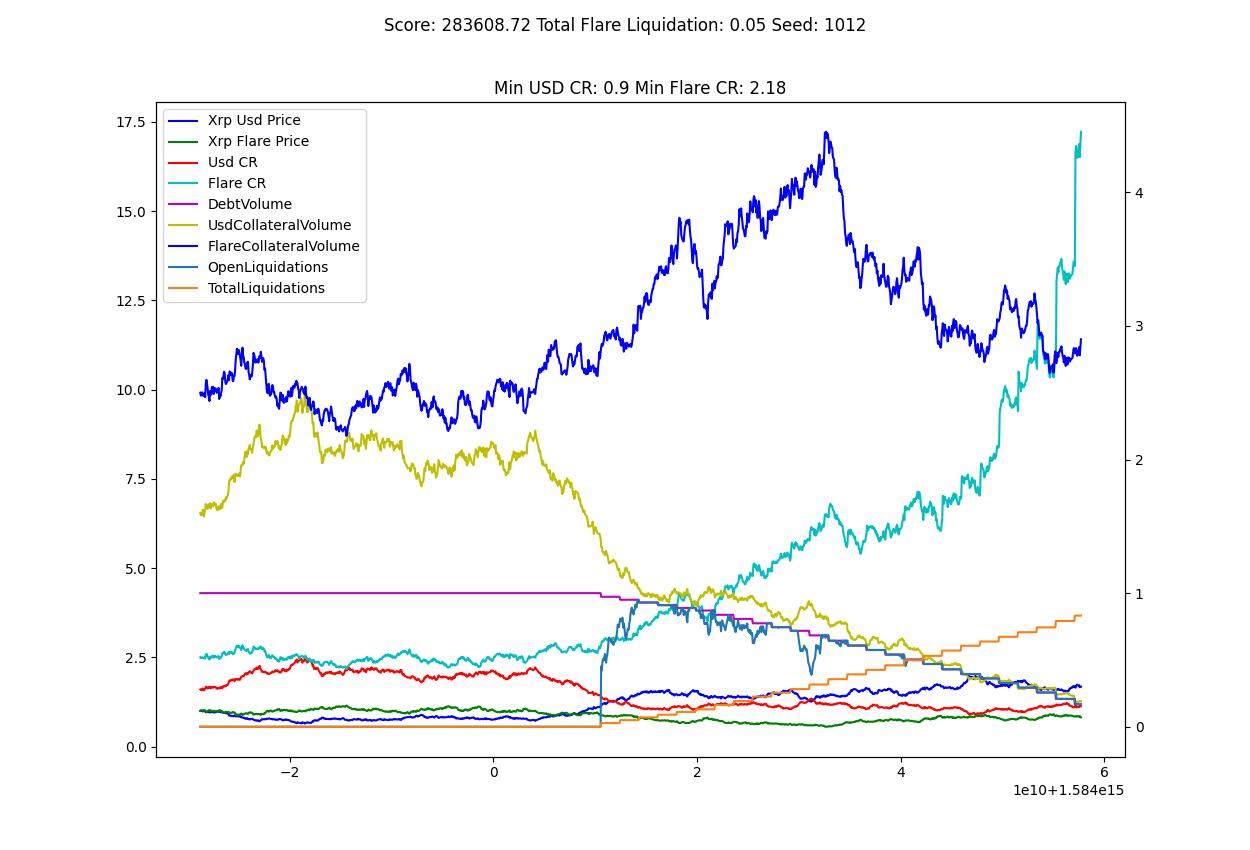 Score: 283608.72 Total Flare Liquidation: 0.05 Seed: 1012
Min USD CR: 0.9 Min Flare CR: 2.18
Xrp Usd Price
Xrp Flare Price
Usd CR
Flare CR
DebtVolume
UsdCollateralVolume
FlareCollateralVolume
OpenLiquidations
TotalLiquidations
17.5
15.0
12.5
10.0
7.5
5.0
2.5
0.0
4
3
2
1
0
−2 0 2 4 6
1e10+1.584e15